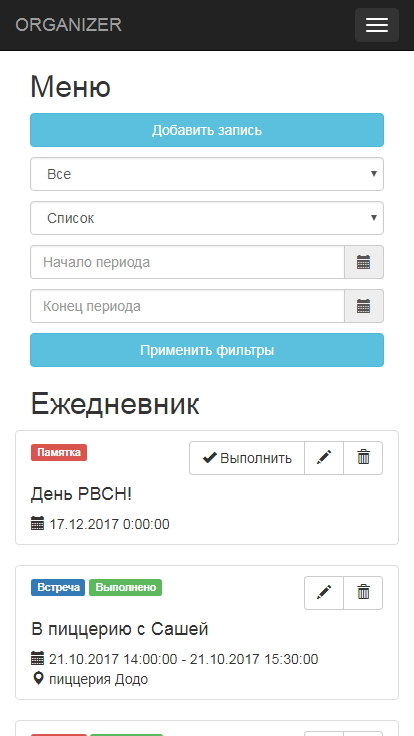 ORGANIZER
Меню
Добавить запись
Все
Список
Начало периода
Конец периода
Применить фильтры
Ежедневник
Памятка
Выполнить
День РВСН!
17.12.2017 0:00:00
Встреча Выполнено
В пиццерию с Сашей
21.10.2017 14:00:00 - 21.10.2017 15:30:00
пиццерия Додо